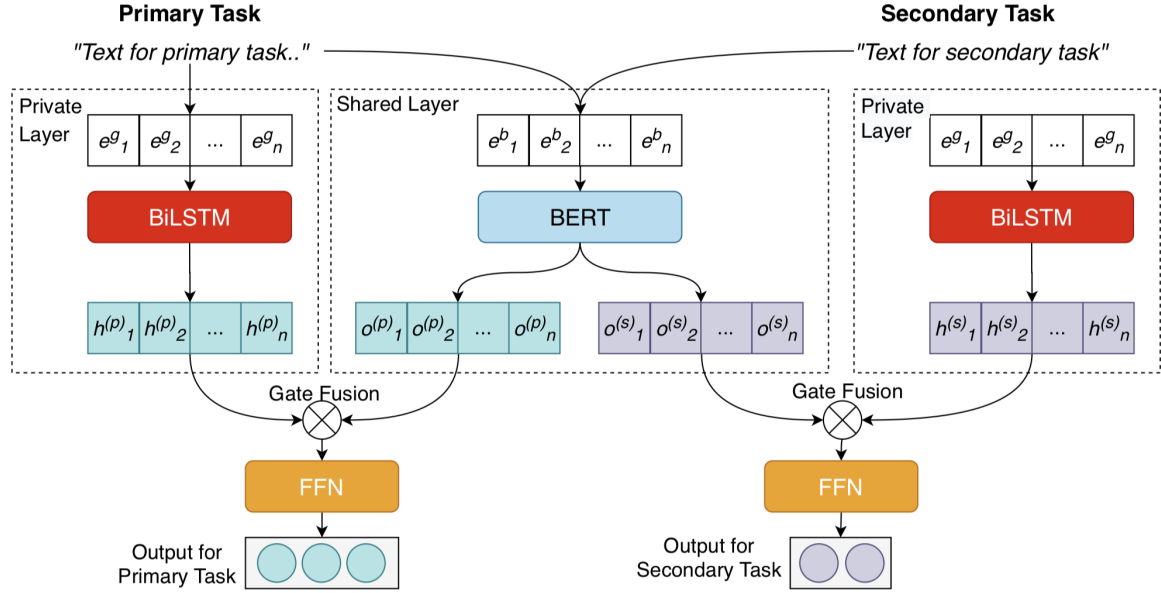 Primary Task
Secondary Task
"Text for primary task.."
"Text for secondary task"
Private
Layer
e^g_1 e^g_2 ... e^g_n
BiLSTM
h^(p)_1 h^(p)_2 ... h^(p)_n
Shared Layer
e^b_1 e^b_2 ... e^b_n
BERT
o^(p)_1 o^(p)_2 ... o^(p)_n
o^(s)_1 o^(s)_2 ... o^(s)_n
Private
Layer
e^g_1 e^g_2 ... e^g_n
BiLSTM
h^(s)_1 h^(s)_2 ... h^(s)_n
Gate Fusion
FFN
Output for
Primary Task
Gate Fusion
FFN
Output for
Secondary Task